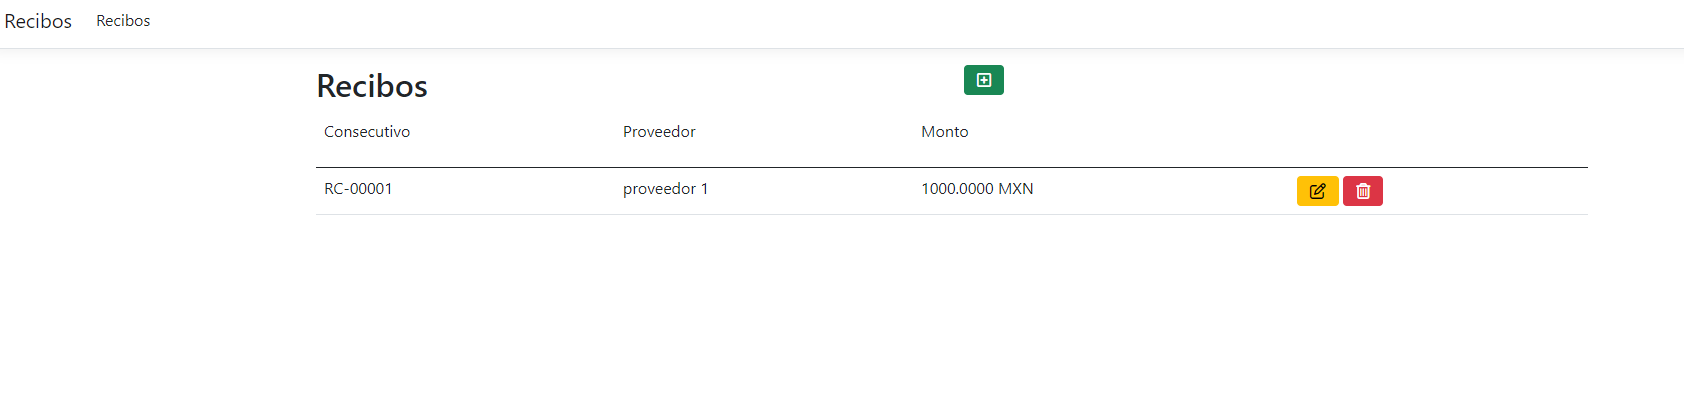 Recibos Recibos
Recibos
Consecutivo Proveedor Monto
RC-00001 proveedor 1 1000.0000 MXN